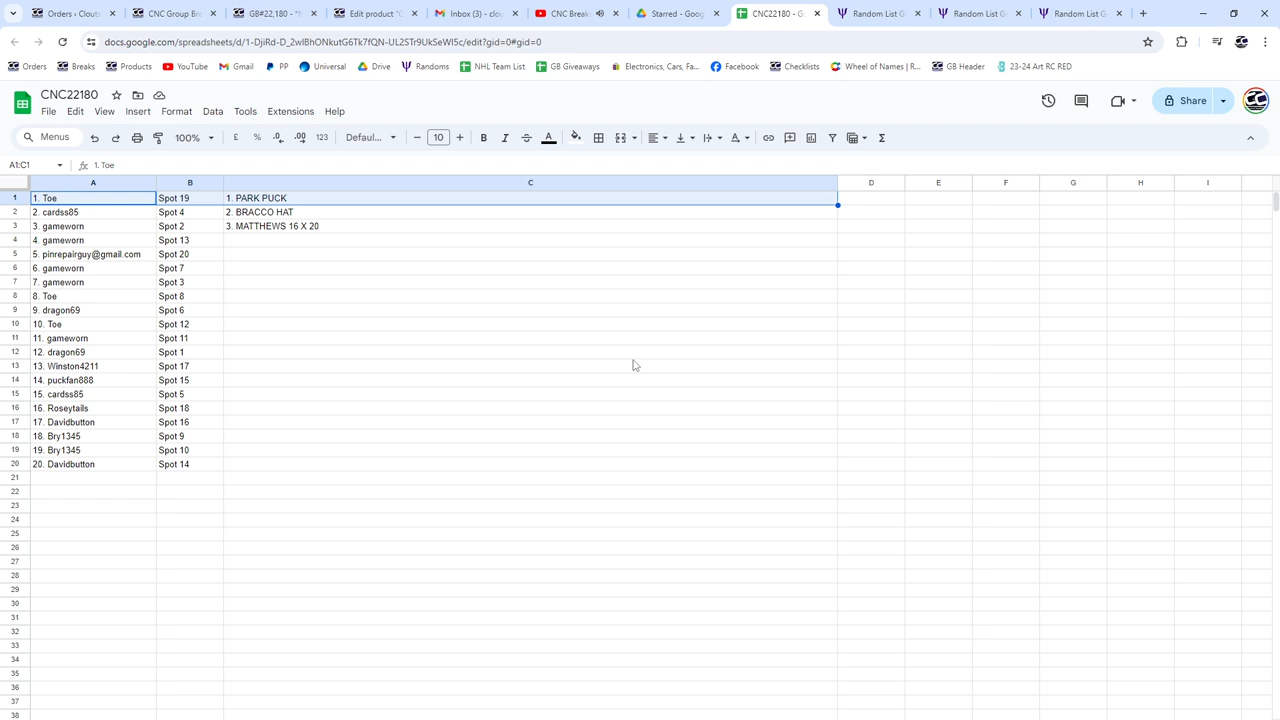 Orders ‹ Clouts
CNC Group Bre
GB#22,180 - *
Edit product "G
Inbox (3) - clou
CNC Breaks
Starred - Goog
CNC22180 - G
Random List G
Random List G
Random List G
docs.google.com/spreadsheets/d/1-DjiRd-D_2wIBhONkutG6Tk7fQN-UL2STr9UkSeWI5c/edit?gid=0#gid=0
Orders Breaks Products YouTube Gmail PP Universal Drive Randoms NHL Team List GB Giveaways Electronics, Cars, Fa... Facebook Checklists Wheel of Names | R... GB Header 23-24 Art RC RED
CNC22180
File Edit View Insert Format Data Tools Extensions Help
Share
Menus 100% £ % .0 .00 123 Defaul... 10 B I A
A1:C1 fx 1. Toe
A B C D E F G H I
1 1. Toe Spot 19 1. PARK PUCK
2 2. cardss85 Spot 4 2. BRACCO HAT
3 3. gameworn Spot 2 3. MATTHEWS 16 X 20
4 4. gameworn Spot 13
5 5. pinrepairguy@gmail.com Spot 20
6 6. gameworn Spot 7
7 7. gameworn Spot 3
8 8. Toe Spot 8
9 9. dragon69 Spot 6
10 10. Toe Spot 12
11 11. gameworn Spot 11
12 12. dragon69 Spot 1
13 13. Winston4211 Spot 17
14 14. puckfan888 Spot 15
15 15. cardss85 Spot 5
16 16. Roseytails Spot 18
17 17. Davidbutton Spot 16
18 18. Bry1345 Spot 9
19 19. Bry1345 Spot 10
20 20. Davidbutton Spot 14
21
22
23
24
25
26
27
28
29
30
31
32
33
34
35
36
37
38